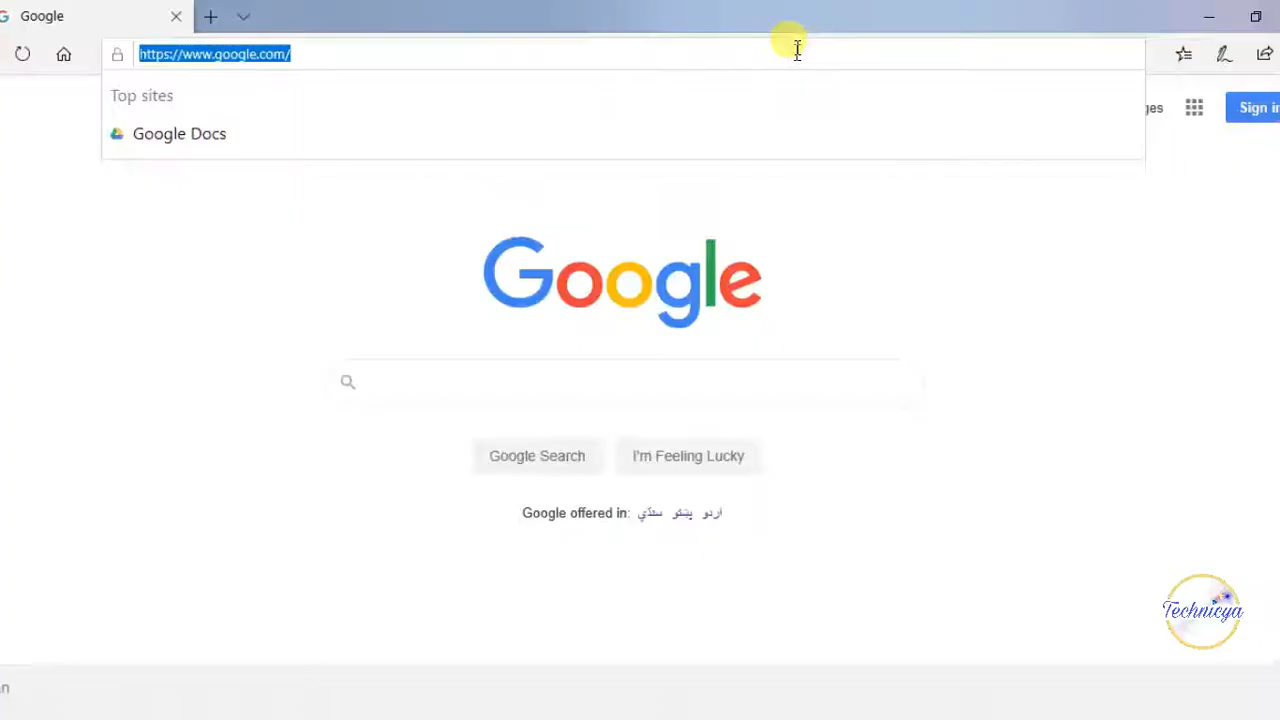 Google
https://www.google.com/
Top sites
Google Docs
ges
Sign in
Google
Google Search
I'm Feeling Lucky
Google offered in: اردو پښتو سنڌي
Technicya
an